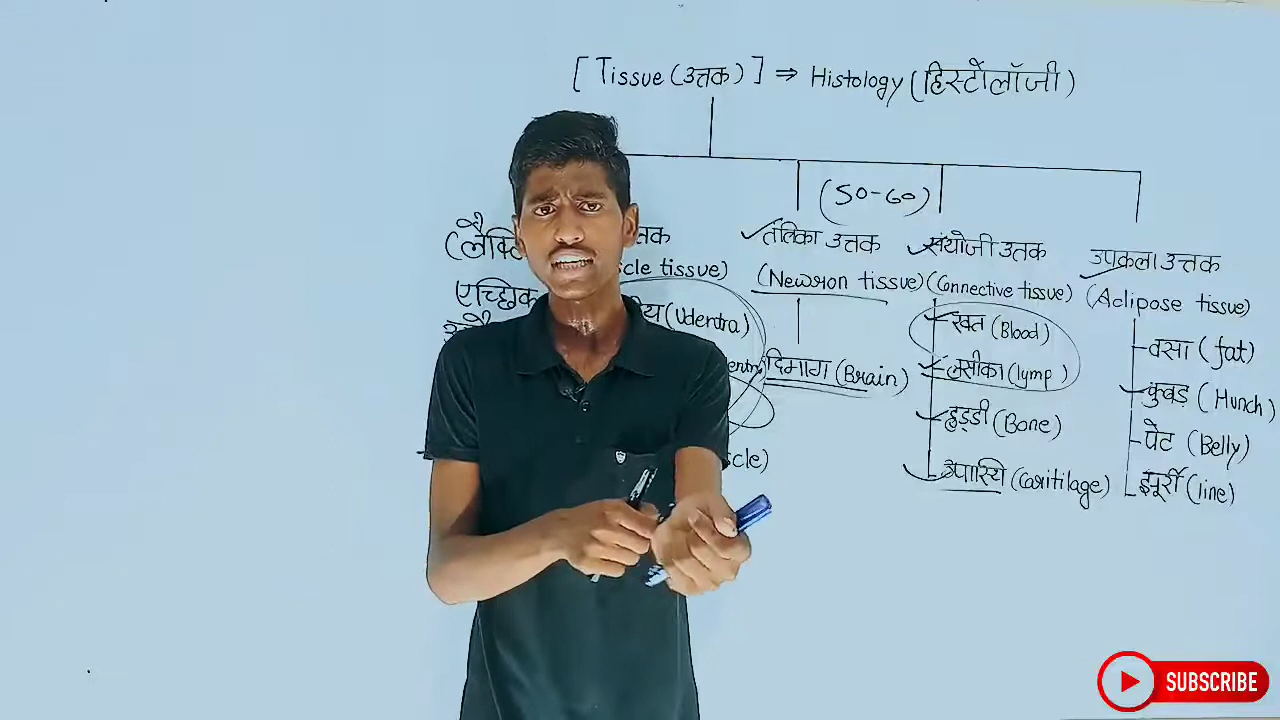 [ Tissue (उत्तक) ] ⇒ Histology (हिस्टोलॉजी)
(50-60)
(लैक्टि
तंतिका उत्तक
संयोजी उत्तक
उपकला उत्तक
cle tissue)
(Newron tissue)
(Connective tissue)
(Adipose tissue)
एच्छिक
(Udentra)
रक्त (Blood)
वसा (fat)
दिमाग (Brain)
लसीका (lymp)
कुबड़ (Hunch)
हड्डी (Bone)
पेट (Belly)
cle)
उपास्थि (Caritilage)
झुर्री (line)
SUBSCRIBE